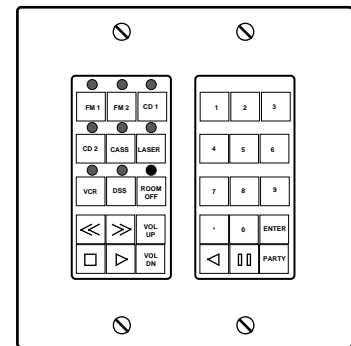 FM 1 FM 2 CD 1
CD 2 CASS LASER
VCR DSS ROOM OFF
VOL UP
VOL DN
1 2 3
4 5 6
7 8 9
* 0 ENTER
PARTY